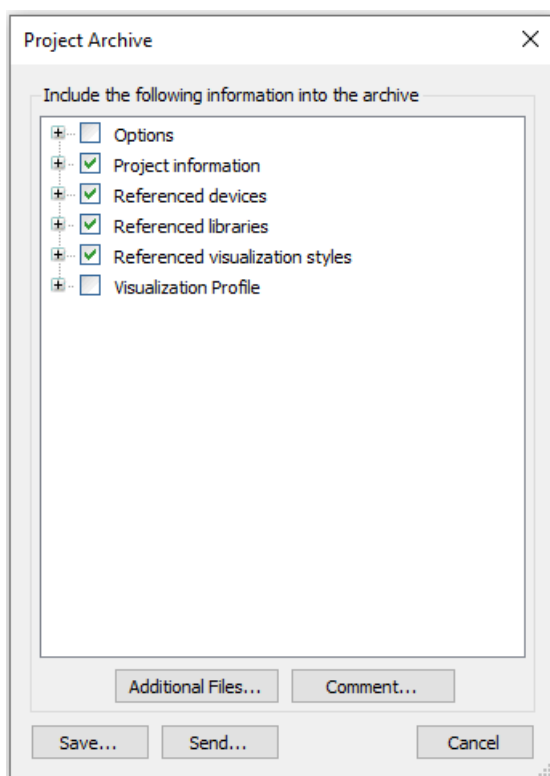 Project Archive
Include the following information into the archive
Options
Project information
Referenced devices
Referenced libraries
Referenced visualization styles
Visualization Profile
Additional Files... Comment...
Save... Send... Cancel